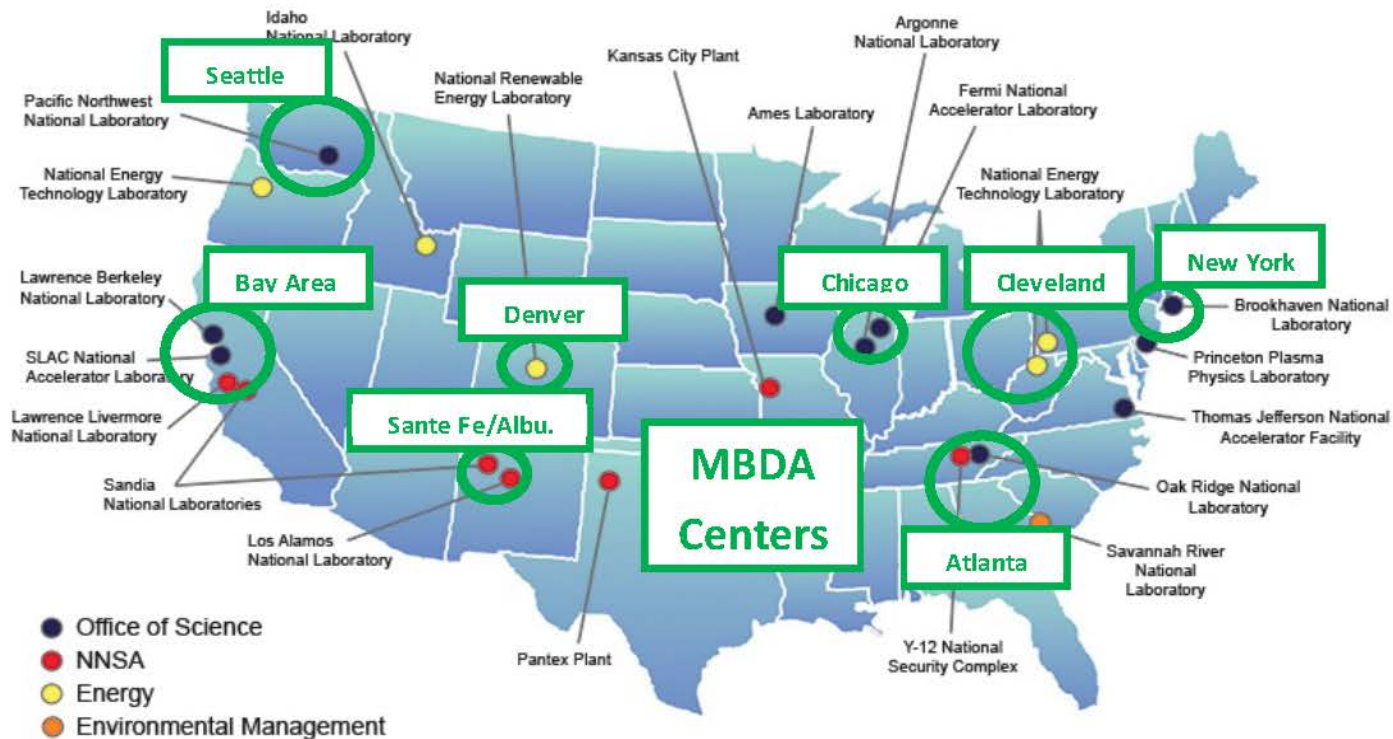 Idaho
National Laboratory
Argonne
National Laboratory
Kansas City Plant
Seattle
National Renewable
Energy Laboratory
Fermi National
Accelerator Laboratory
Pacific Northwest
National Laboratory
Ames Laboratory
National Energy
Technology Laboratory
National Energy
Technology Laboratory
Lawrence Berkeley
National Laboratory
Bay Area
Denver
Chicago
Cleveland
New York
Brookhaven National
Laboratory
SLAC National
Accelerator Laboratory
Princeton Plasma
Physics Laboratory
Lawrence Livermore
National Laboratory
Sante Fe/Albu.
Thomas Jefferson National
Accelerator Facility
MBDA
Centers
Sandia
National Laboratories
Oak Ridge National
Laboratory
Los Alamos
National Laboratory
Atlanta
Savannah River
National
Laboratory
Pantex Plant
Y-12 National
Security Complex
Office of Science
NNSA
Energy
Environmental Management